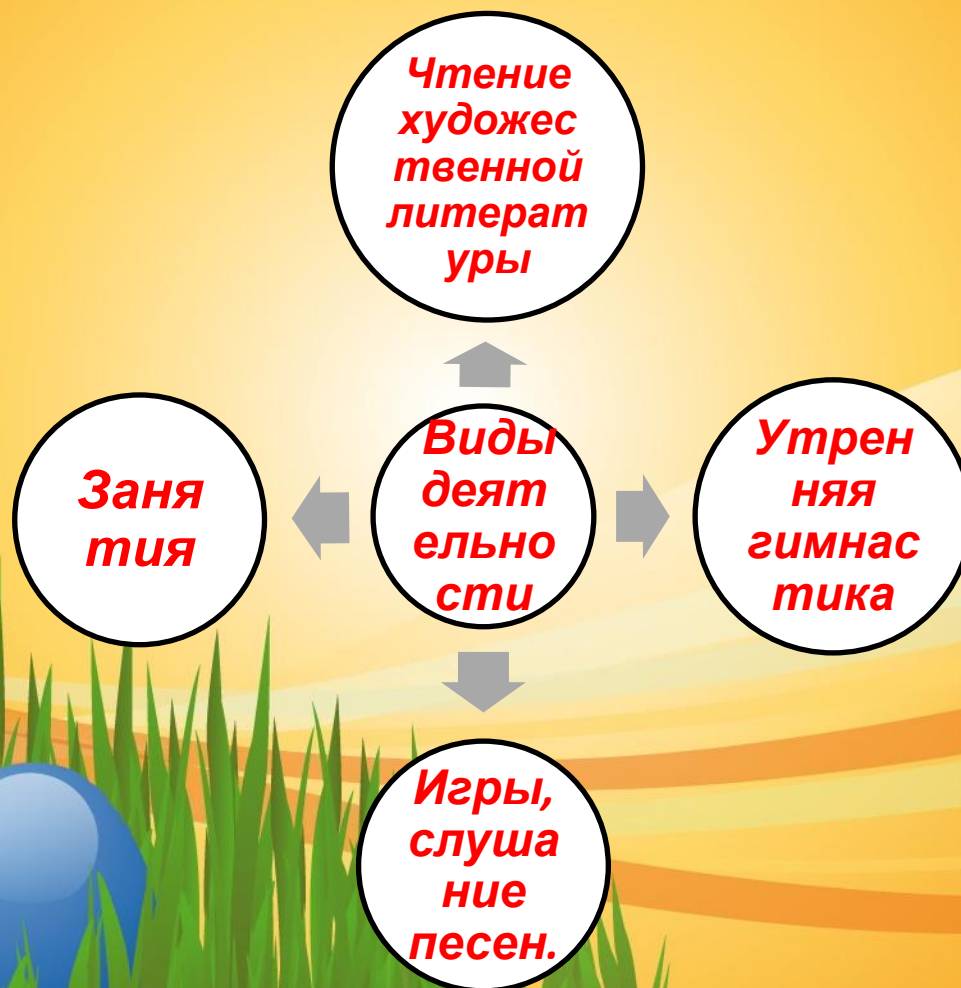 Чтение
художес
твенной
литерат
уры
Заня
тия
Виды
деят
ельно
сти
Утрен
няя
гимнас
тика
Игры,
слуша
ние
песен.